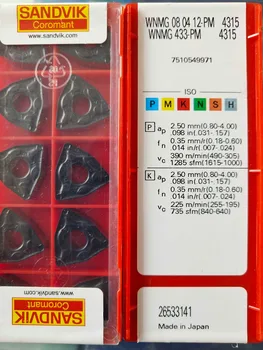 SANDVIK
Coromant
www.sandvik.com
WNMG 08 04 12-PM 4315
WNMG 433-PM 4315
7510549971
ISO
P M K N S H
P ap 2.50 mm(0.80-4.00)
.098 in(.031-.157)
fn 0.35 mm/r(0.18-0.60)
.014 in/r(.007-.024)
vc 390 m/min(490-305)
1285 sfm(1615-1000)
K ap 2.50 mm(0.80-4.00)
.098 in(.031-.157)
fn 0.35 mm/r(0.18-0.60)
.014 in/r(.007-.024)
vc 225 m/min(255-195)
735 sfm(840-640)
26533141
Made in Japan
www.sandvik.com
SANDVIK
Coromant
SANDVIK
Coromant